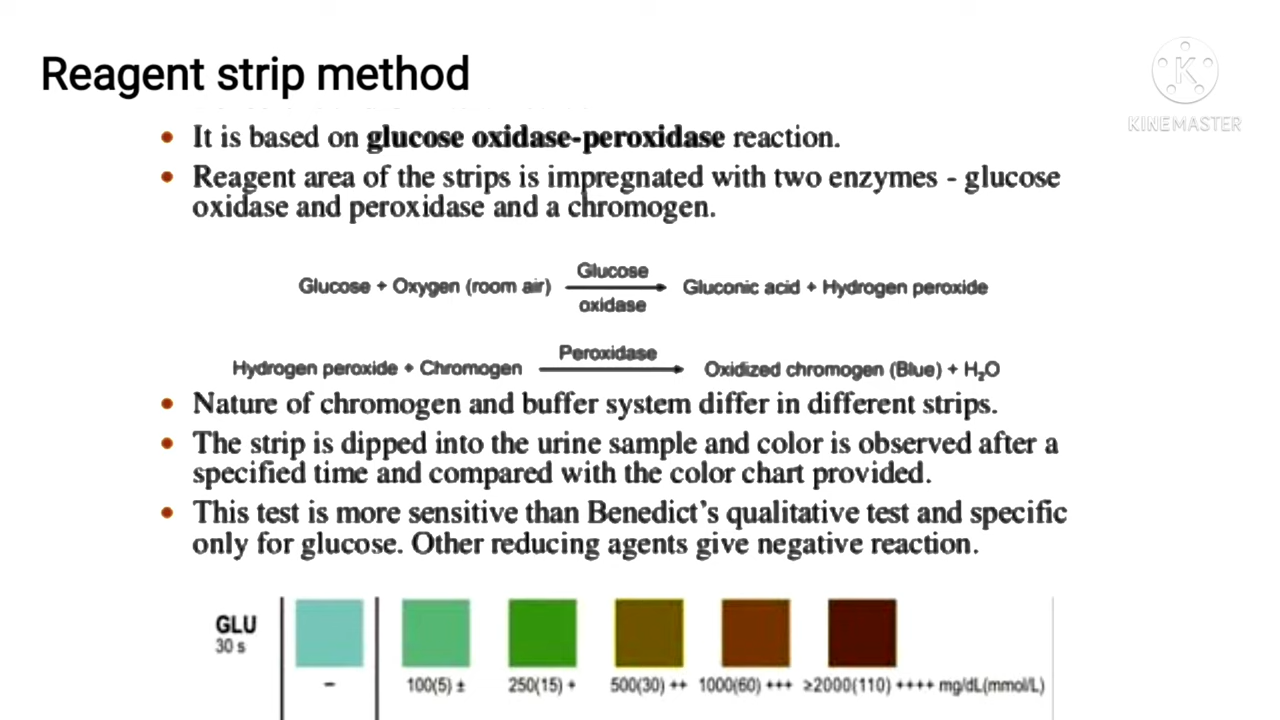 Reagent strip method
KINEMASTER
• It is based on glucose oxidase-peroxidase reaction.
• Reagent area of the strips is impregnated with two enzymes - glucose
oxidase and peroxidase and a chromogen.
Glucose + Oxygen (room air) Glucose oxidase Gluconic acid + Hydrogen peroxide
Hydrogen peroxide + Chromogen Peroxidase Oxidized chromogen (Blue) + H₂O
• Nature of chromogen and buffer system differ in different strips.
• The strip is dipped into the urine sample and color is observed after a
specified time and compared with the color chart provided.
• This test is more sensitive than Benedict's qualitative test and specific
only for glucose. Other reducing agents give negative reaction.
GLU
30 s
– 100(5) ± 250(15) + 500(30) ++ 1000(60) +++ ≥2000(110) ++++ mg/dL(mmol/L)